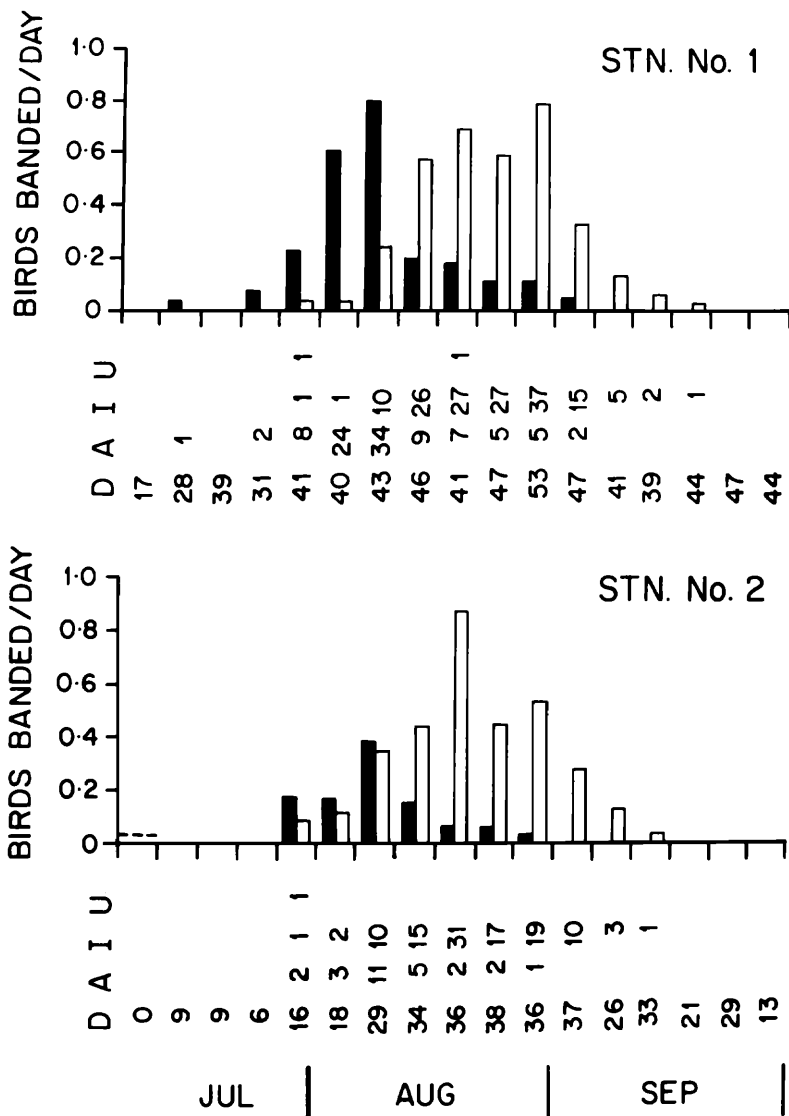 STN. No. 1
BIRDS BANDED/DAY
1·0
0·8
0·6
0·4
0·2
0
D A I U
17
28 1
39
31 2
41 8 1 1
40 24 1
43 34 10
46 9 26
41 7 27 1
47 5 27
53 5 37
47 2 15
41 5
39 2
44 1
47
44
STN. No. 2
BIRDS BANDED/DAY
1·0
0·8
0·6
0·4
0·2
0
D A I U
0
9
9
6
16 2 1 1
18 3 2
29 11 10
34 5 15
36 2 31
38 2 17
36 1 19
37 10
26 3
33 1
21
29
13
JUL AUG SEP